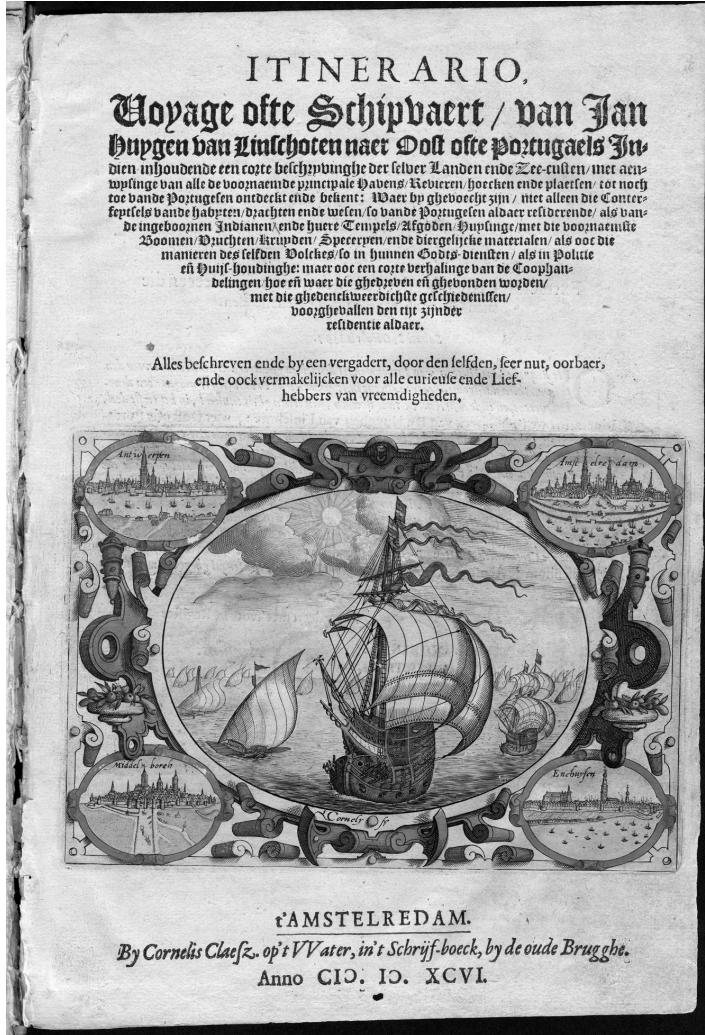 ITINERARIO,
Voyage ofte Schipvaert / van Jan
Huygen van Linschoten naer Oost ofte Portugaels In-
dien inhoudende een corte beschryvinghe der selver Landen ende Zee-custen / met aen-
wysinge van alle de voornaemde principale Havens / Revieren / hoecken ende plaetsen / tot noch
toe vande Portugesen ontdeckt ende bekent: Waer by ghevoecht zijn / niet alleen die Conter-
feytsels vande habyten / drachten ende wesen / so vande Portugesen aldaer residerende / als van-
de ingeboornen Indianen / ende huere Tempels / Afgoden / Huysinge / met die voornaemste
Boomen / Vruchten / Kruyden / Speceryen / ende diergelijcke materialen / als ooc die
manieren des selfden Volckes / so in hunnen Godts-diensten / als in Politie
eñ Huijs-houdinghe: maer ooc een corte verhalinge van de Coophan-
delingen / hoe eñ waer die ghedreven eñ ghevonden worden /
met die ghedenckweerdichste geschiedenissen /
voorghevallen den tijt zijnder
residentie aldaer.
Alles beschreven ende by een vergadert, door den selfden, seer nut, oorbaer,
ende oock vermakelijcken voor alle curieuse ende Lief-
hebbers van vreemdigheden.
Antwerpen
Amstelredam
Middelboreh
Enchuysen
t'AMSTELREDAM.
By Cornelis Claesz. op't VVater, in't Schrijf-boeck, by de oude Brugghe.
Anno CIↃ. IↃ. XCVI.